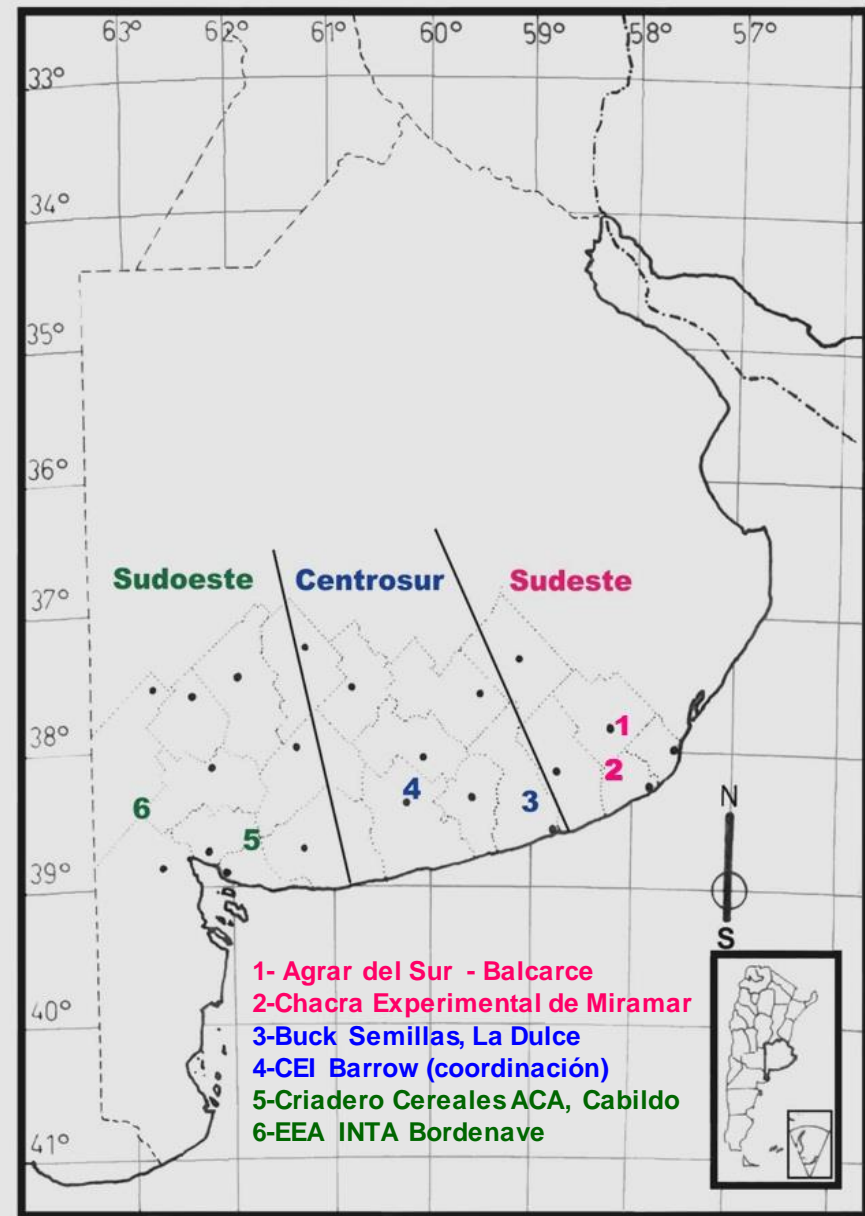 63° 62° 61° 60° 59° 58° 57°
33°
34°
35°
36°
37°
38°
39°
40°
41°
Sudoeste Centrosur Sudeste
1
2
3
4
5
6
N
S
1- Agrar del Sur - Balcarce
2-Chacra Experimental de Miramar
3-Buck Semillas, La Dulce
4-CEI Barrow (coordinación)
5-Criadero Cereales ACA, Cabildo
6-EEA INTA Bordenave